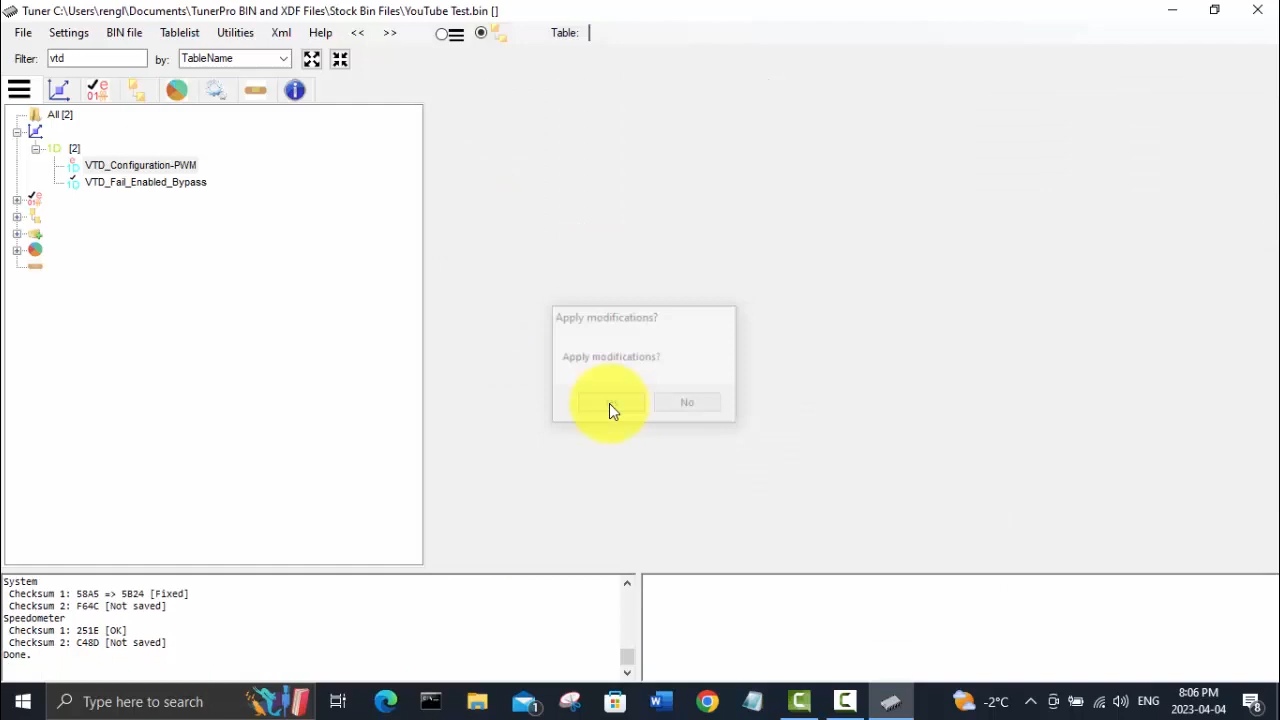 Tuner C:\Users\rengl\Documents\TunerPro BIN and XDF Files\Stock Bin Files\YouTube Test.bin []
File Settings BIN file Tablelist Utilities Xml Help << >> Table:
Filter: vtd by: TableName
All [2]
1D [2]
VTD_Configuration-PWM
VTD_Fail_Enabled_Bypass
Apply modifications?
Apply modifications?
No
System
Checksum 1: 58A5 => 5B24 [Fixed]
Checksum 2: F64C [Not saved]
Speedometer
Checksum 1: 251E [OK]
Checksum 2: C48D [Not saved]
Done.
Type here to search
-2°C ENG 8:06 PM
2023-04-04